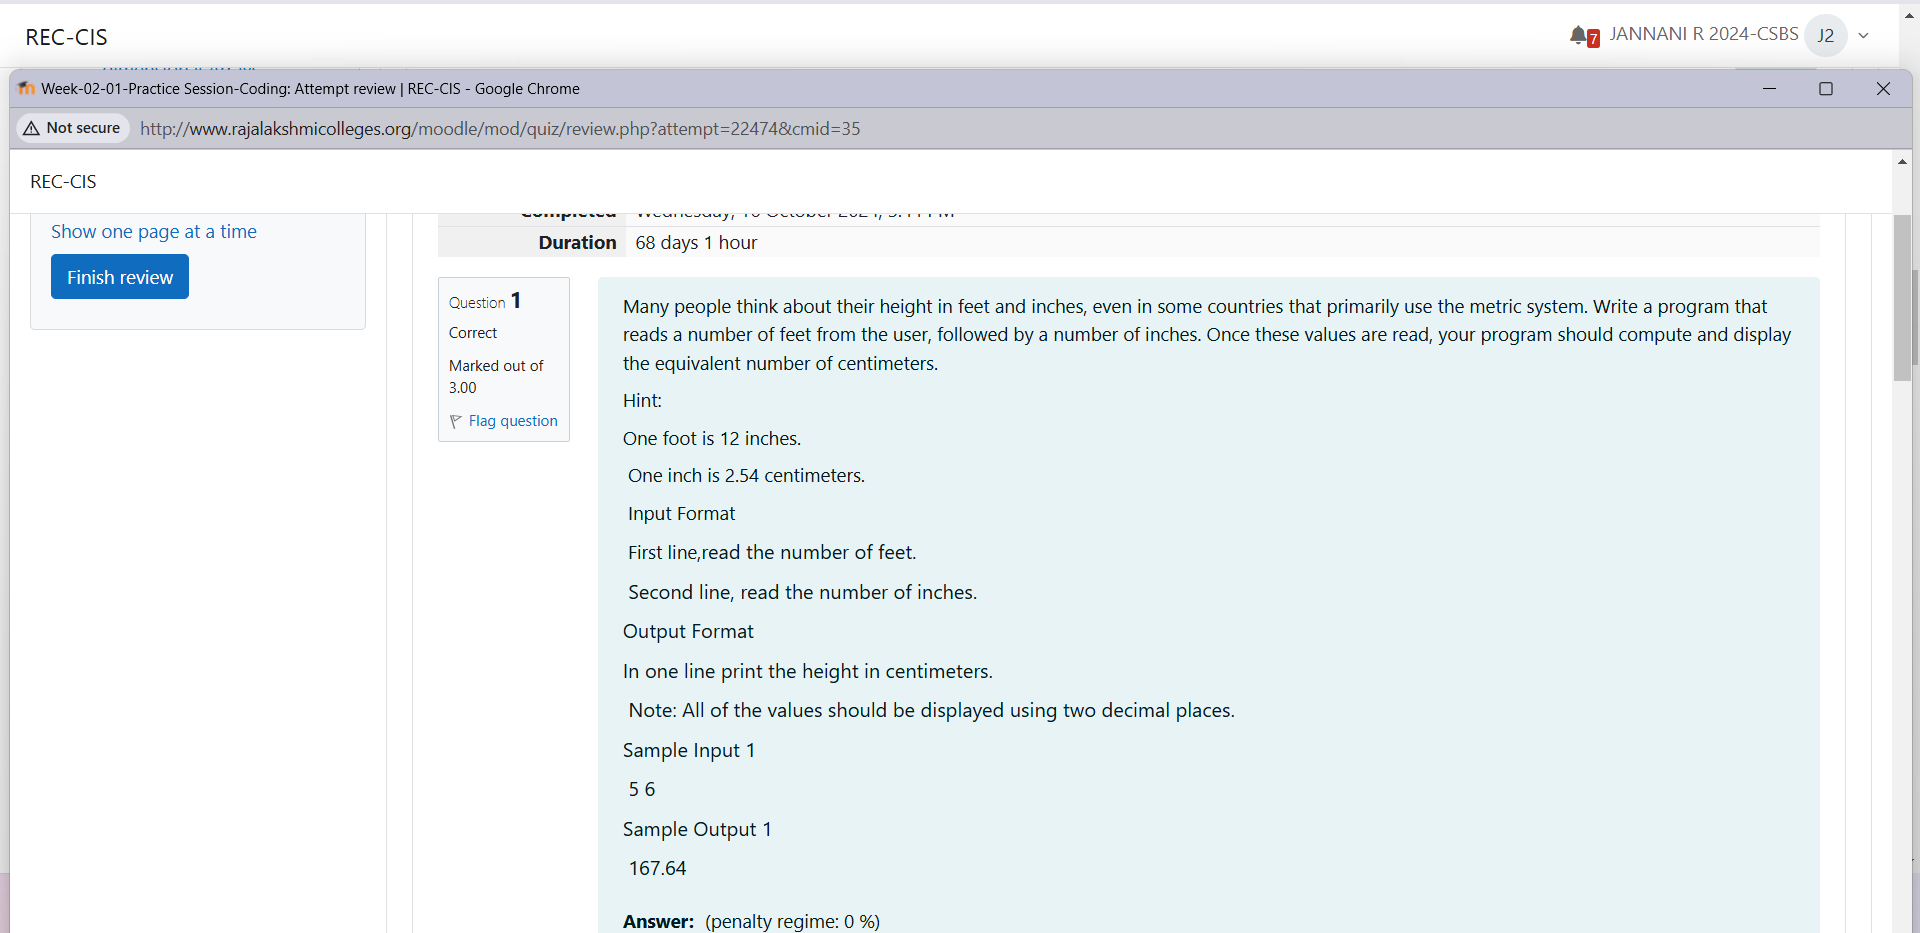 REC-CIS
7 JANNANI R 2024-CSBS J2
Week-02-01-Practice Session-Coding: Attempt review | REC-CIS - Google Chrome
Not secure http://www.rajalakshmicolleges.org/moodle/mod/quiz/review.php?attempt=22474&cmid=35
REC-CIS
Show one page at a time
Finish review
Completed
Duration 68 days 1 hour
Question 1
Correct
Marked out of
3.00
Flag question
Many people think about their height in feet and inches, even in some countries that primarily use the metric system. Write a program that
reads a number of feet from the user, followed by a number of inches. Once these values are read, your program should compute and display
the equivalent number of centimeters.
Hint:
One foot is 12 inches.
One inch is 2.54 centimeters.
Input Format
First line,read the number of feet.
Second line, read the number of inches.
Output Format
In one line print the height in centimeters.
Note: All of the values should be displayed using two decimal places.
Sample Input 1
5 6
Sample Output 1
167.64
Answer: (penalty regime: 0 %)